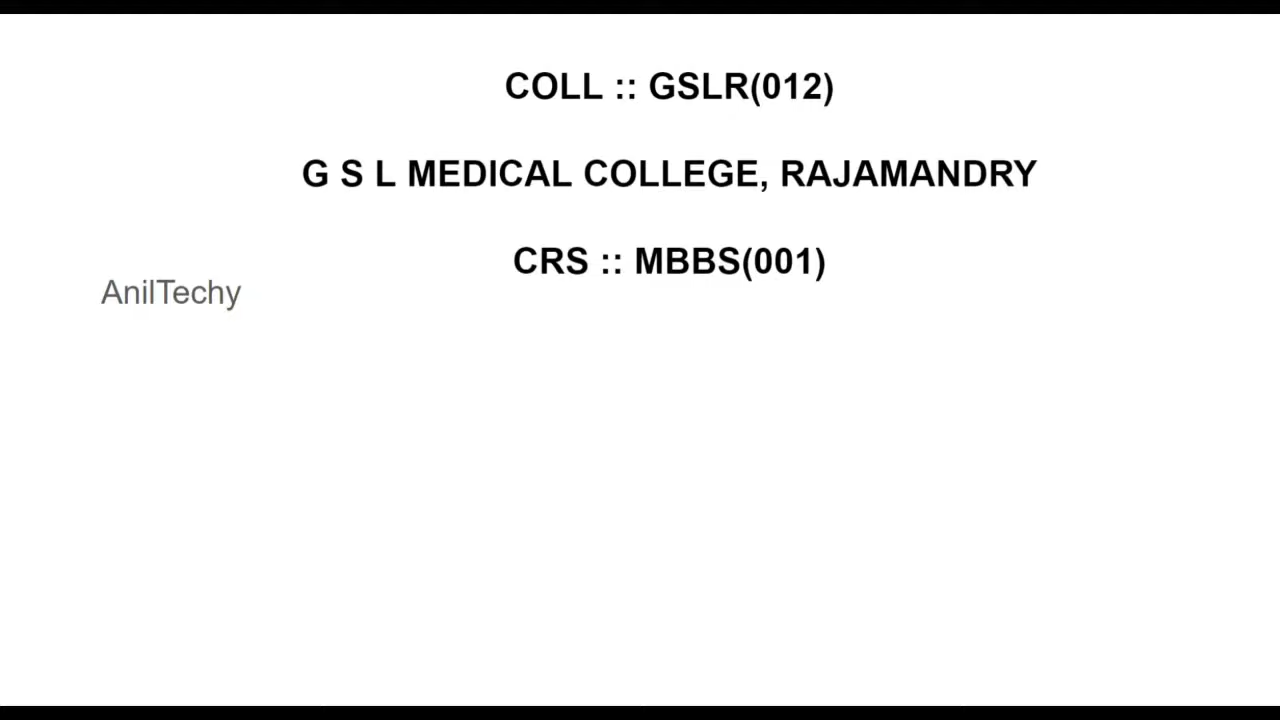 COLL :: GSLR(012)
G S L MEDICAL COLLEGE, RAJAMANDRY
CRS :: MBBS(001)
AnilTechy